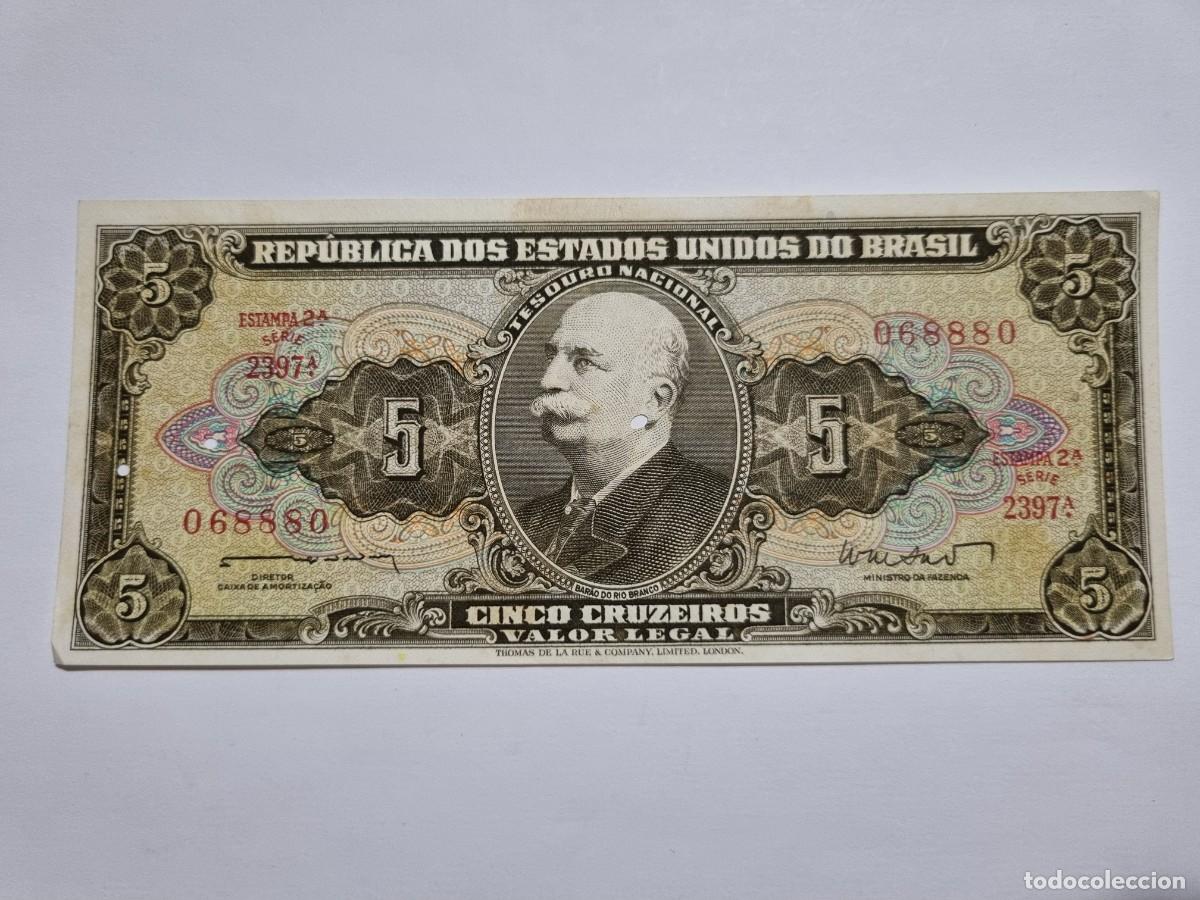 REPÚBLICA DOS ESTADOS UNIDOS DO BRASIL
TESOURO NACIONAL
5
5
ESTAMPA 2ª
SÉRIE
2397ª
068880
5
5
5
5
ESTAMPA 2ª
SÉRIE
2397ª
068880
DIRETOR
CAIXA DE AMORTIZAÇÃO
MINISTRO DA FAZENDA
BARÃO DO RIO BRANCO
5
5
CINCO CRUZEIROS
VALOR LEGAL
THOMAS DE LA RUE & COMPANY, LIMITED, LONDON.
todocoleccion